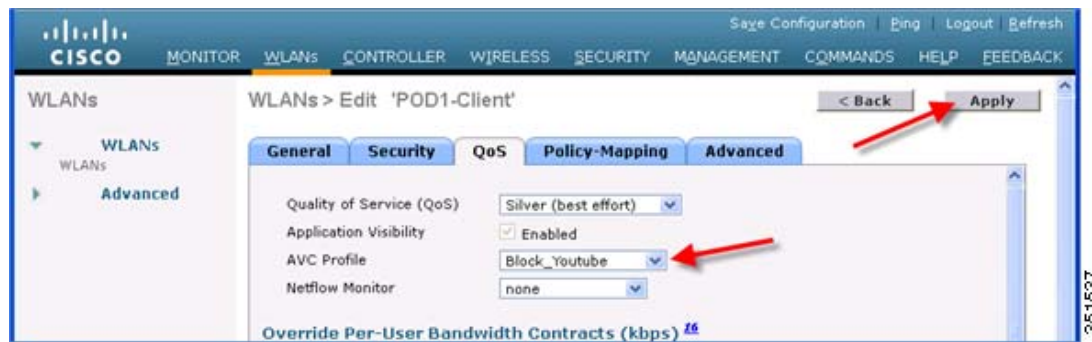 Save Configuration Ping Logout Refresh
CISCO MONITOR WLANs CONTROLLER WIRELESS SECURITY MANAGEMENT COMMANDS HELP FEEDBACK
WLANs
WLANs > Edit 'POD1-Client'
< Back
Apply
WLANs
WLANs
Advanced
General Security QoS Policy-Mapping Advanced
Quality of Service (QoS) Silver (best effort)
Application Visibility Enabled
AVC Profile Block_Youtube
Netflow Monitor none
Override Per-User Bandwidth Contracts (kbps) 16
351537